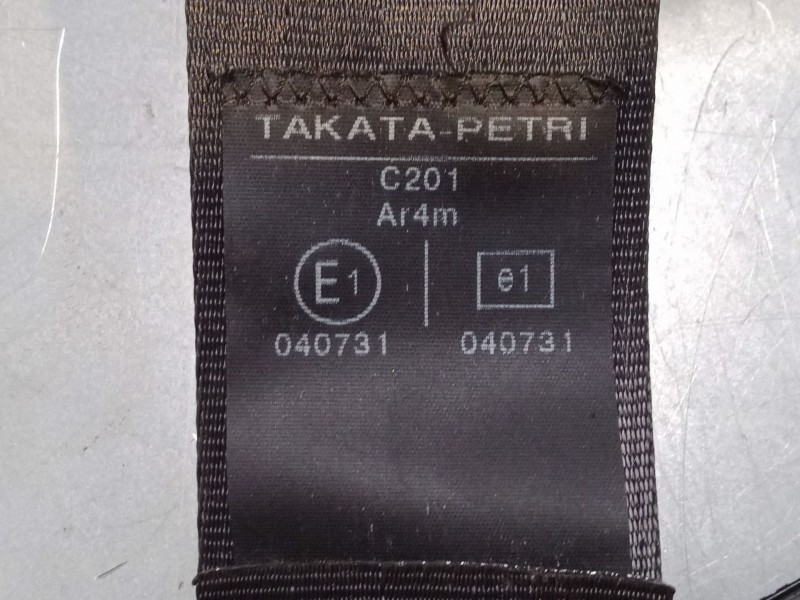 TAKATA-PETRI
C201
Ar4m
E1 e1
040731 040731